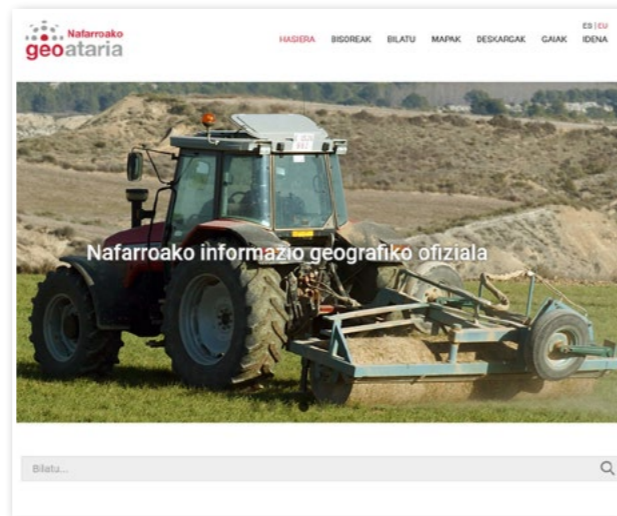 Nafarroako
geoataria
ES | EU
HASIERA BISOREAK BILATU MAPAK DESKARGAK GAIAK IDENA
Nafarroako informazio geografiko ofiziala
Bilatu...